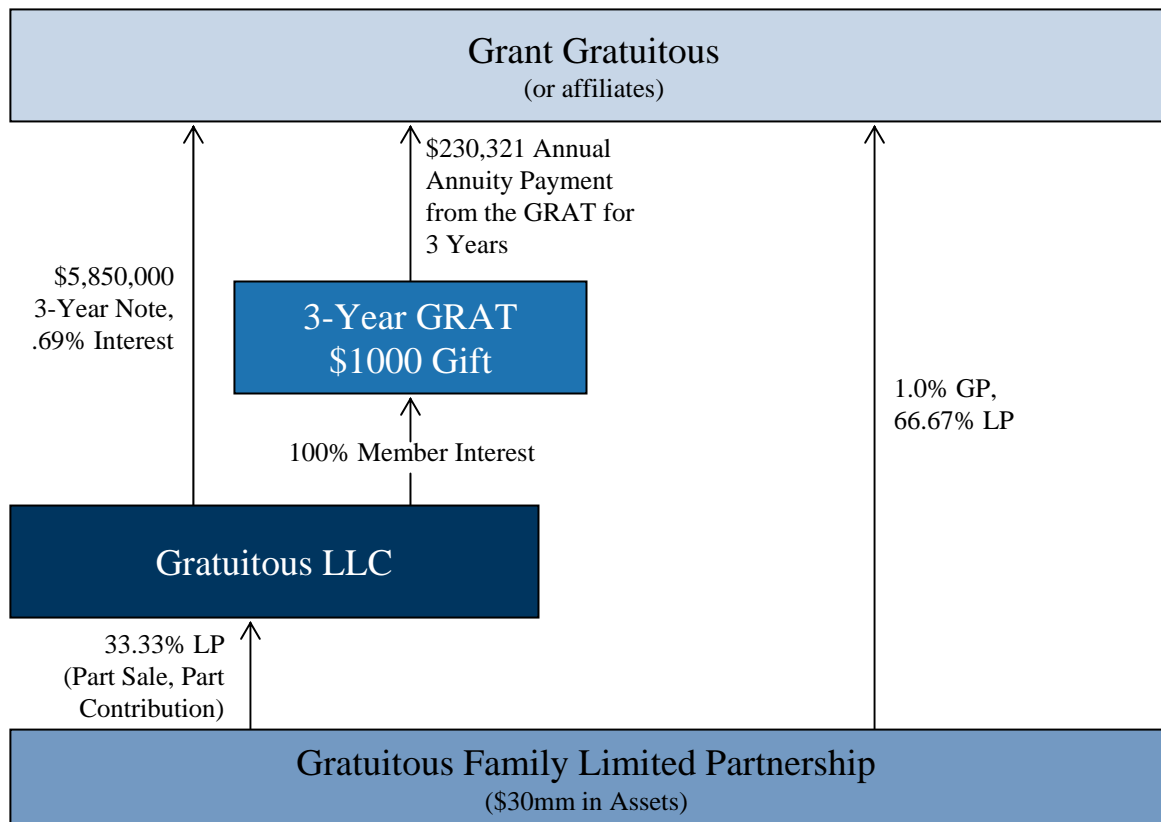 Grant Gratuitous
(or affiliates)
$230,321 Annual
Annuity Payment
from the GRAT for
3 Years
$5,850,000
3-Year Note,
.69% Interest
3-Year GRAT
$1000 Gift
1.0% GP,
66.67% LP
100% Member Interest
Gratuitous LLC
33.33% LP
(Part Sale, Part
Contribution)
Gratuitous Family Limited Partnership
($30mm in Assets)